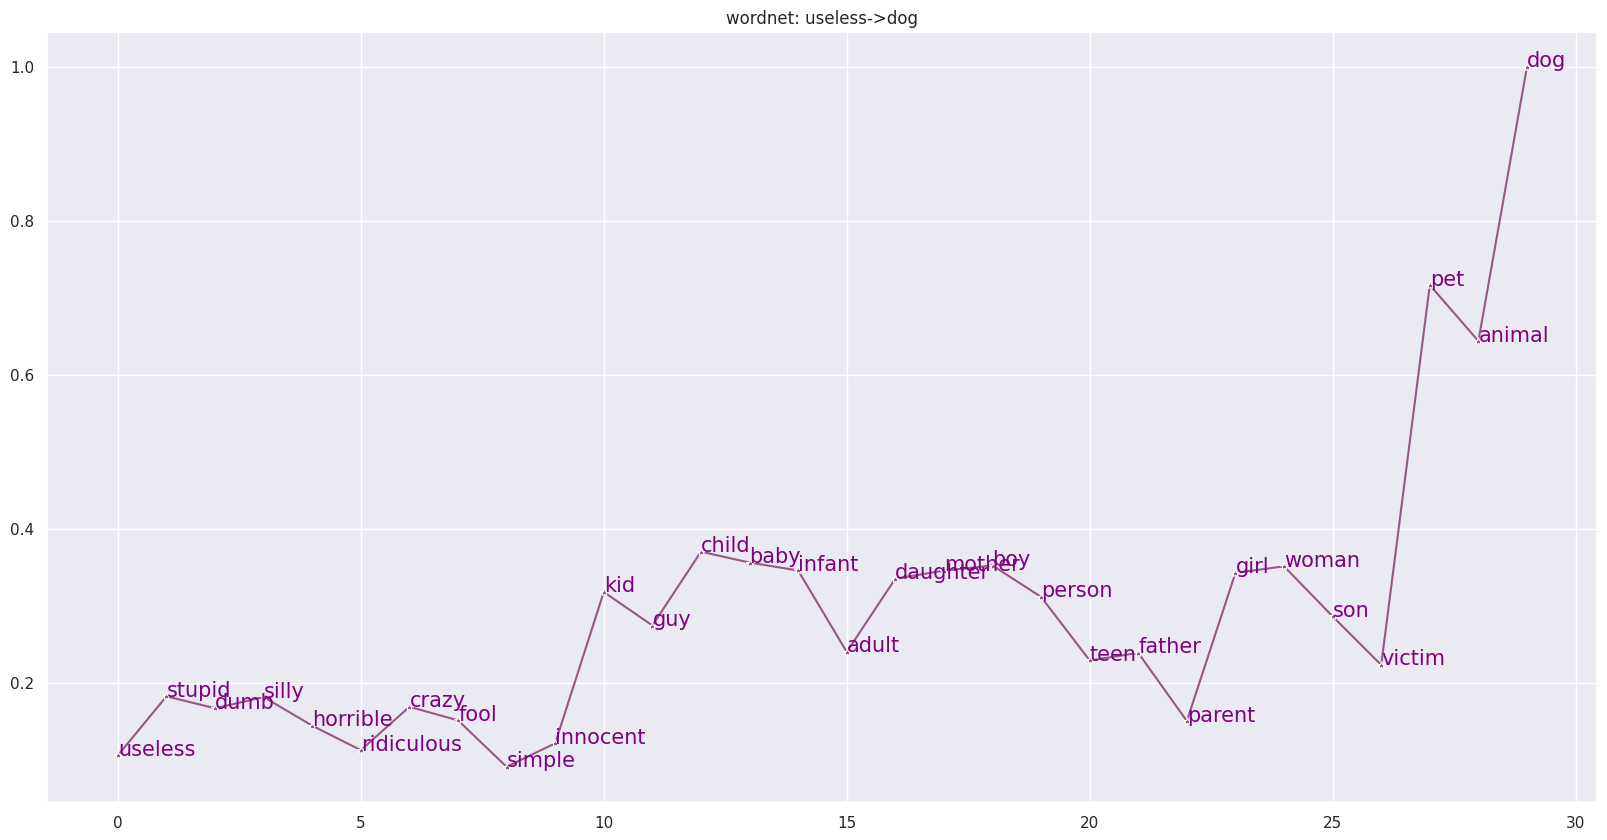 wordnet: useless->dog
1.0
0.8
0.6
0.4
0.2
useless
stupid
dumb
silly
horrible
ridiculous
crazy
fool
simple
innocent
kid
guy
child
baby
infant
adult
daughter
mother
boy
person
teen
father
parent
girl
woman
son
victim
pet
animal
dog
0 5 10 15 20 25 30